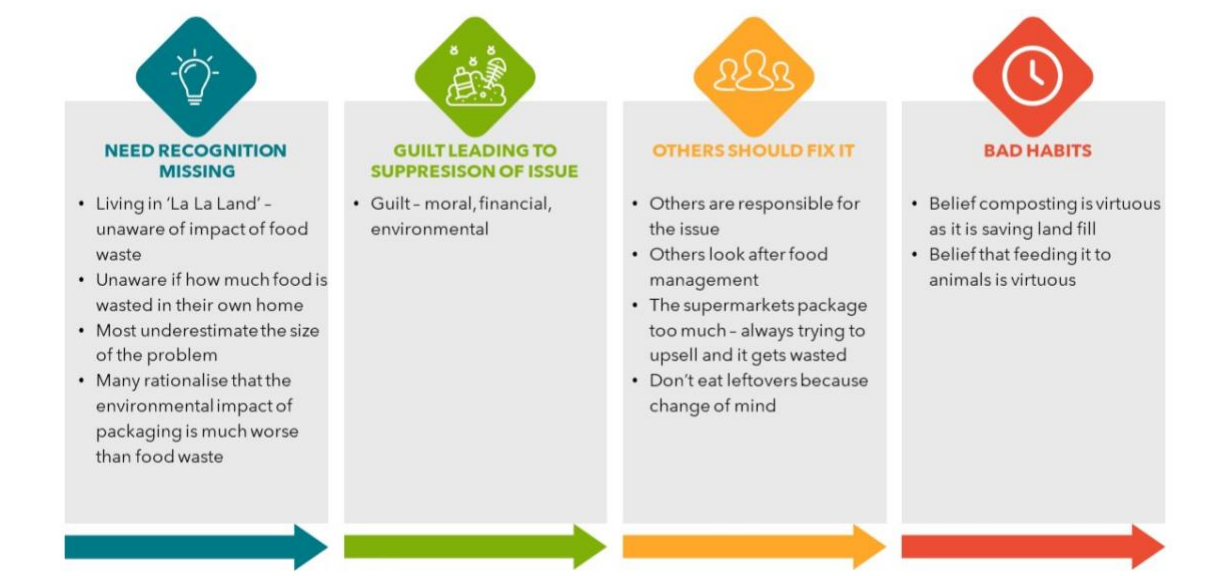 NEED RECOGNITION
MISSING
• Living in ‘La La Land’ –
unaware of impact of food
waste
• Unaware if how much food is
wasted in their own home
• Most underestimate the size
of the problem
• Many rationalise that the
environmental impact of
packaging is much worse
than food waste
GUILT LEADING TO
SUPPRESISON OF ISSUE
• Guilt – moral, financial,
environmental
OTHERS SHOULD FIX IT
• Others are responsible for
the issue
• Others look after food
management
• The supermarkets package
too much – always trying to
upsell and it gets wasted
• Don’t eat leftovers because
change of mind
BAD HABITS
• Belief composting is virtuous
as it is saving land fill
• Belief that feeding it to
animals is virtuous